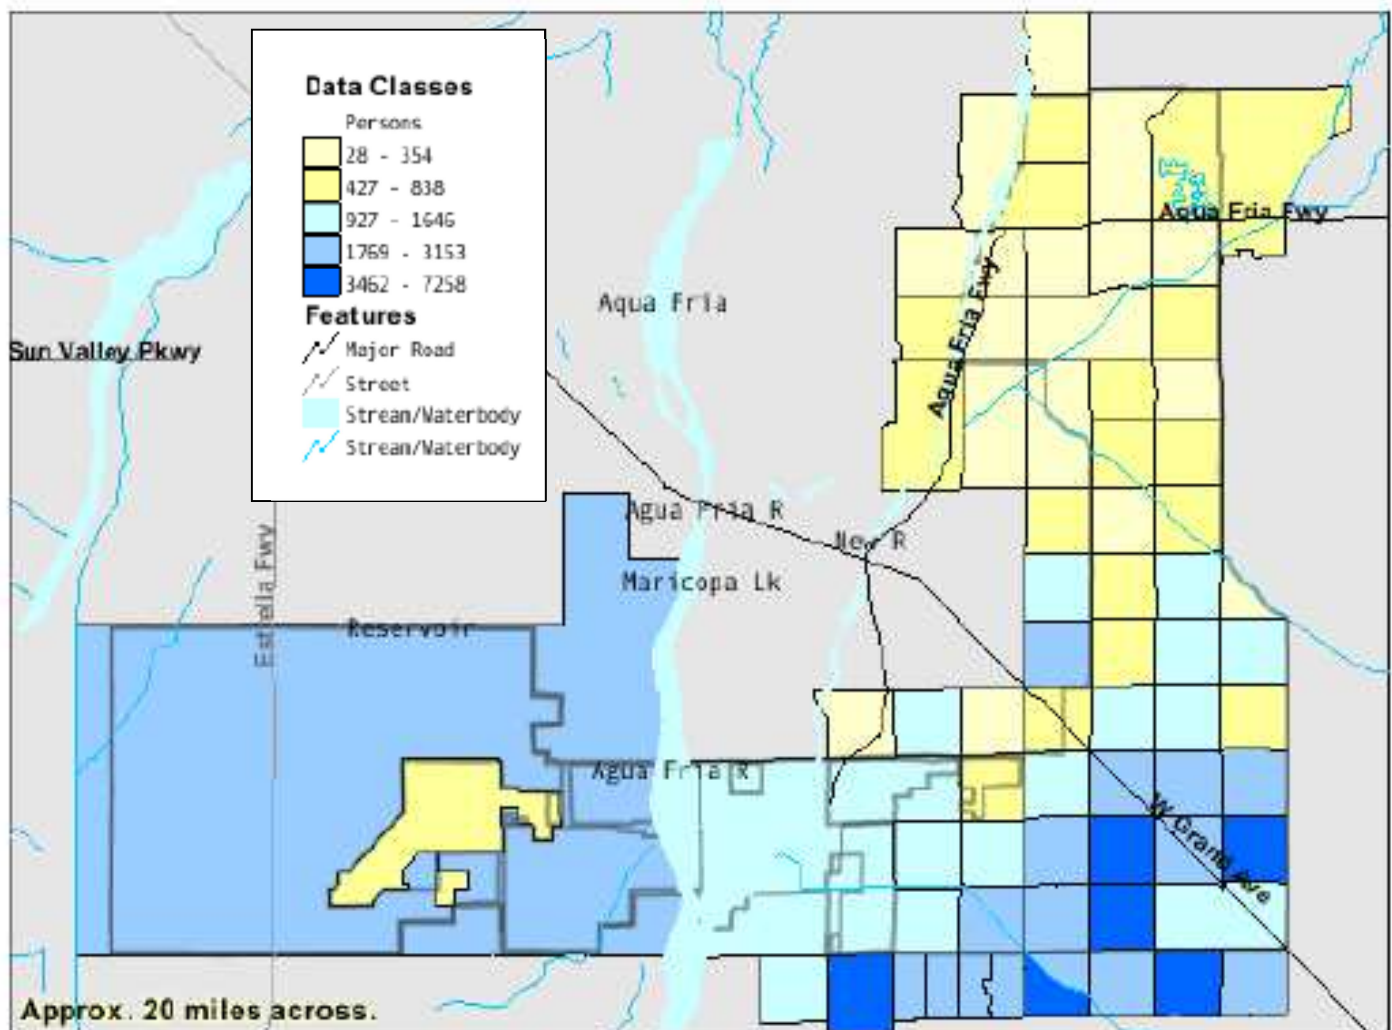 Data Classes
Persons
28 - 354
427 - 838
927 - 1646
1769 - 3153
3462 - 7258
Features
Major Road
Street
Stream/Waterbody
Stream/Waterbody
Agua Fria Fwy
Agua Fria Fwy
Aqua Fria
Sun Valley Pkwy
Agua Fria R
New R
Estrella Fwy
Maricopa Lk
Reservoir
Agua Fria R
W Grand Ave
Approx. 20 miles across.